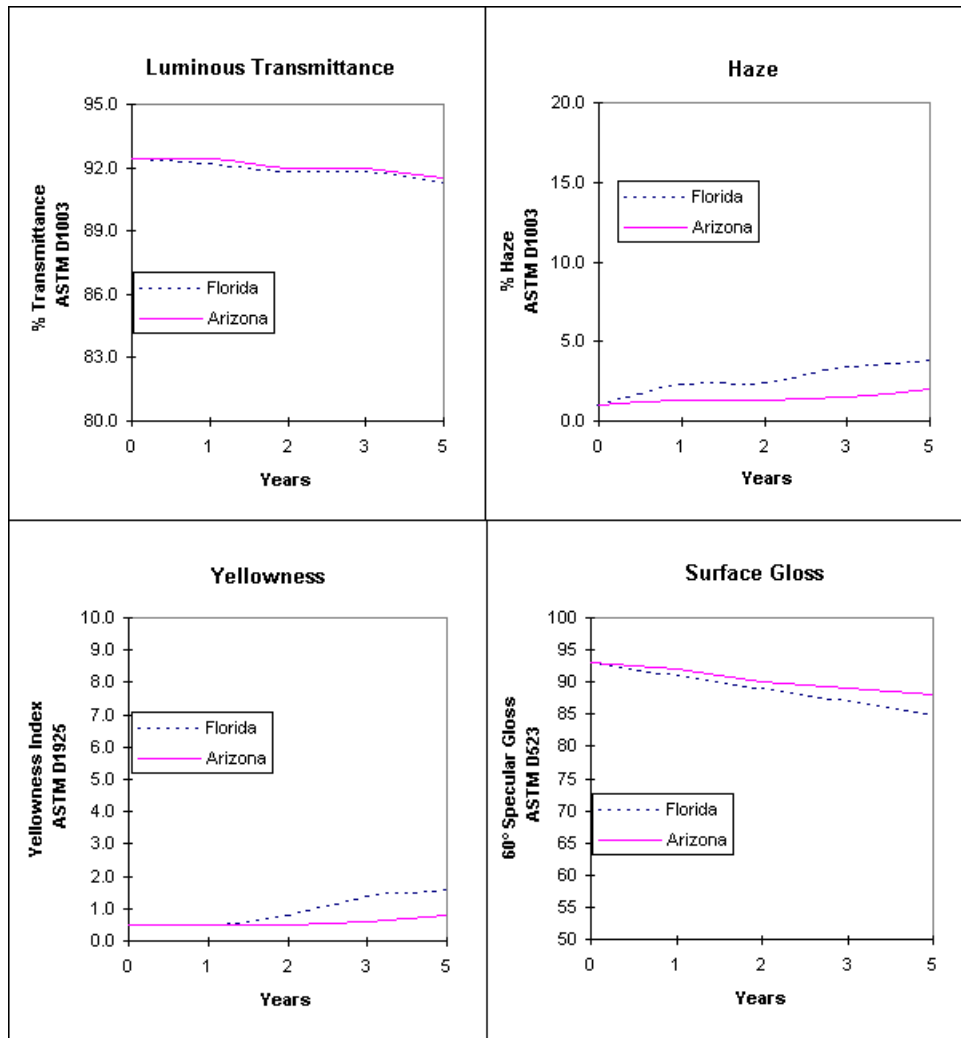 Luminous Transmittance
95.0
92.0
89.0
86.0
83.0
80.0
% Transmittance
ASTM D1003
Florida
Arizona
0 1 2 3 5
Years
Haze
20.0
15.0
10.0
5.0
0.0
% Haze
ASTM D1003
Florida
Arizona
0 1 2 3 5
Years
Yellowness
10.0
9.0
8.0
7.0
6.0
5.0
4.0
3.0
2.0
1.0
0.0
Yellowness Index
ASTM D1925
Florida
Arizona
0 1 2 3 5
Years
Surface Gloss
100
95
90
85
80
75
70
65
60
55
50
60° Specular Gloss
ASTM D523
Florida
Arizona
0 1 2 3 5
Years